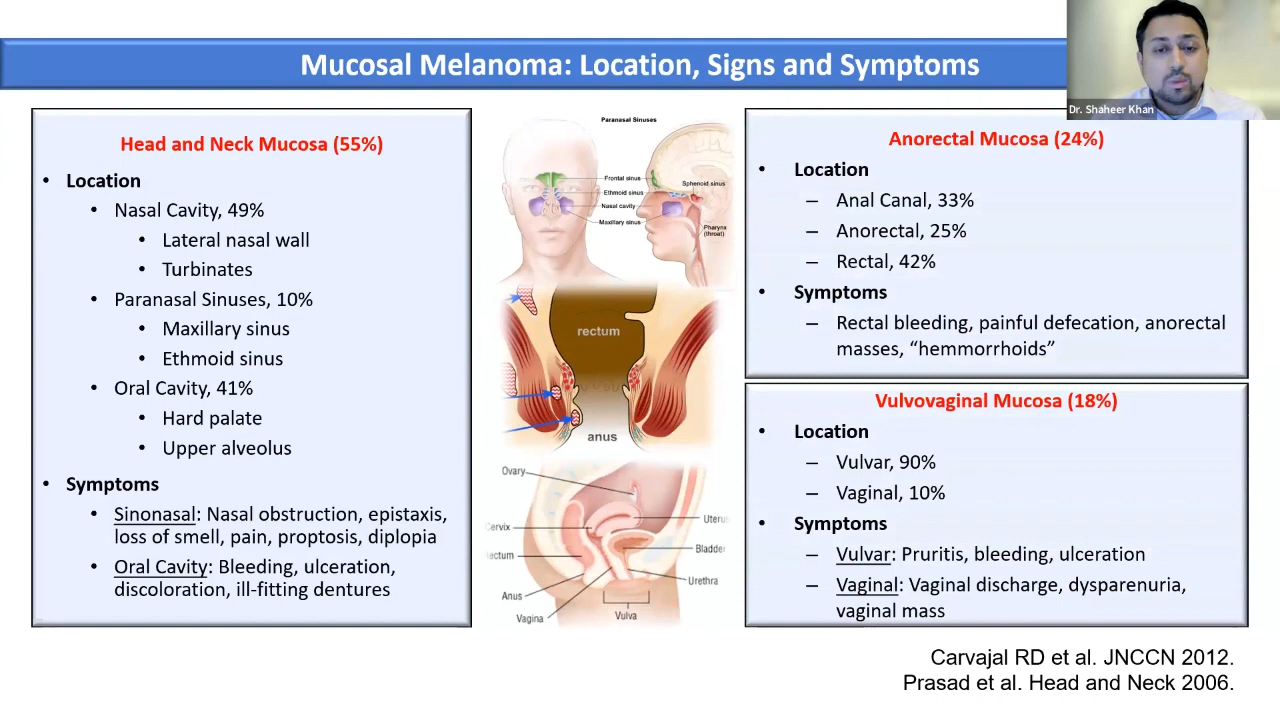 Mucosal Melanoma: Location, Signs and Symptoms
Dr. Shaheer Khan
Head and Neck Mucosa (55%)
• Location
• Nasal Cavity, 49%
• Lateral nasal wall
• Turbinates
• Paranasal Sinuses, 10%
• Maxillary sinus
• Ethmoid sinus
• Oral Cavity, 41%
• Hard palate
• Upper alveolus
• Symptoms
• Sinonasal: Nasal obstruction, epistaxis,
loss of smell, pain, proptosis, diplopia
• Oral Cavity: Bleeding, ulceration,
discoloration, ill-fitting dentures
Paranasal Sinuses
Frontal sinus
Ethmoid sinus
Nasal cavity
Maxillary sinus
Sphenoid sinus
Pharynx
(throat)
rectum
anus
Ovary
Cervix
ectum
Anus
Vagina
Vulva
Uterus
Bladder
Urethra
Anorectal Mucosa (24%)
• Location
– Anal Canal, 33%
– Anorectal, 25%
– Rectal, 42%
• Symptoms
– Rectal bleeding, painful defecation, anorectal
masses, “hemmorrhoids”
Vulvovaginal Mucosa (18%)
• Location
– Vulvar, 90%
– Vaginal, 10%
• Symptoms
– Vulvar: Pruritis, bleeding, ulceration
– Vaginal: Vaginal discharge, dysparenuria,
vaginal mass
Carvajal RD et al. JNCCN 2012.
Prasad et al. Head and Neck 2006.